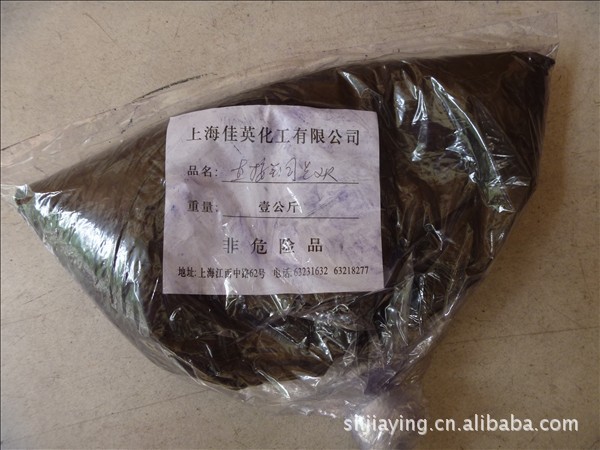 上海佳英化工有限公司
品名:
重量: 壹公斤
非危险品
地址:上海江西中路62号 电话:63231632 63218277
shjiaying.cn.alibaba.com